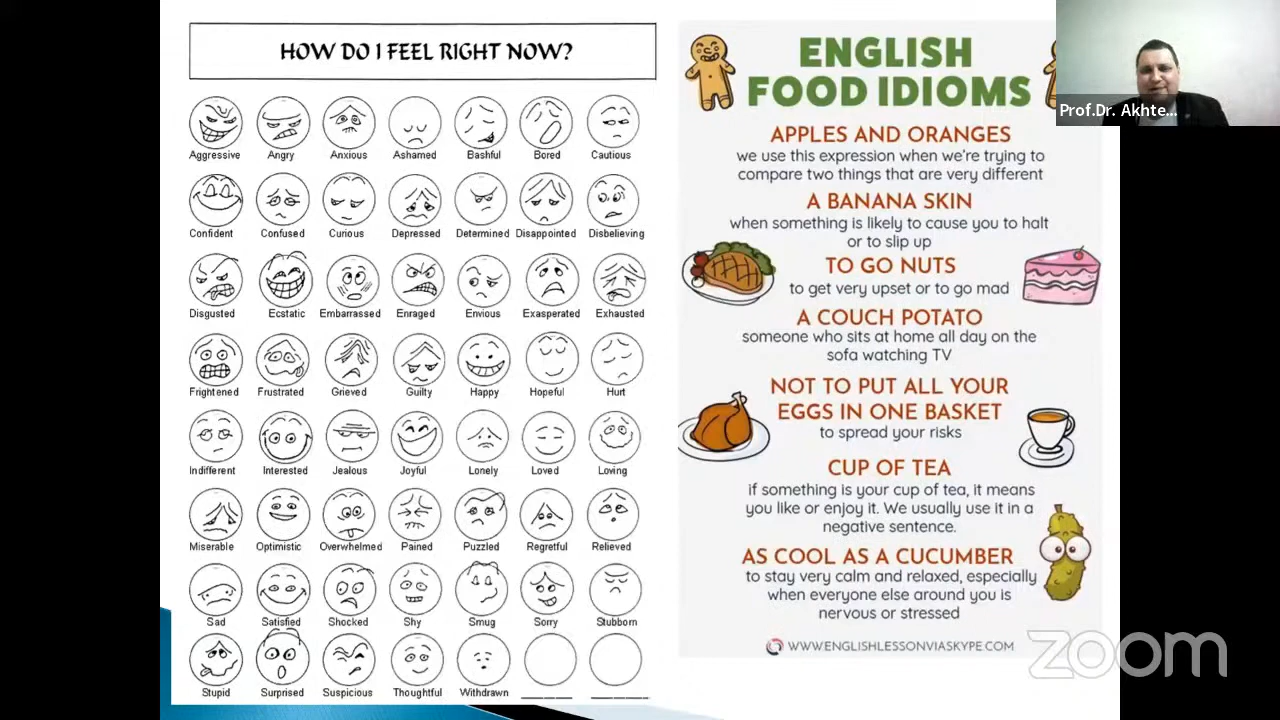 HOW DO I FEEL RIGHT NOW?
Aggressive Angry Anxious Ashamed Bashful Bored Cautious
Confident Confused Curious Depressed Determined Disappointed Disbelieving
Disgusted Ecstatic Embarrassed Enraged Envious Exasperated Exhausted
Frightened Frustrated Grieved Guilty Happy Hopeful Hurt
Indifferent Interested Jealous Joyful Lonely Loved Loving
Miserable Optimistic Overwhelmed Pained Puzzled Regretful Relieved
Sad Satisfied Shocked Shy Smug Sorry Stubborn
Stupid Surprised Suspicious Thoughtful Withdrawn
ENGLISH
FOOD IDIOMS
APPLES AND ORANGES
we use this expression when we're trying to
compare two things that are very different
A BANANA SKIN
when something is likely to cause you to halt
or to slip up
TO GO NUTS
to get very upset or to go mad
A COUCH POTATO
someone who sits at home all day on the
sofa watching TV
NOT TO PUT ALL YOUR
EGGS IN ONE BASKET
to spread your risks
CUP OF TEA
if something is your cup of tea, it means
you like or enjoy it. We usually use it in a
negative sentence.
AS COOL AS A CUCUMBER
to stay very calm and relaxed, especially
when everyone else around you is
nervous or stressed
WWW.ENGLISHLESSONVIASKYPE.COM
Prof.Dr. Akhte...
zoom